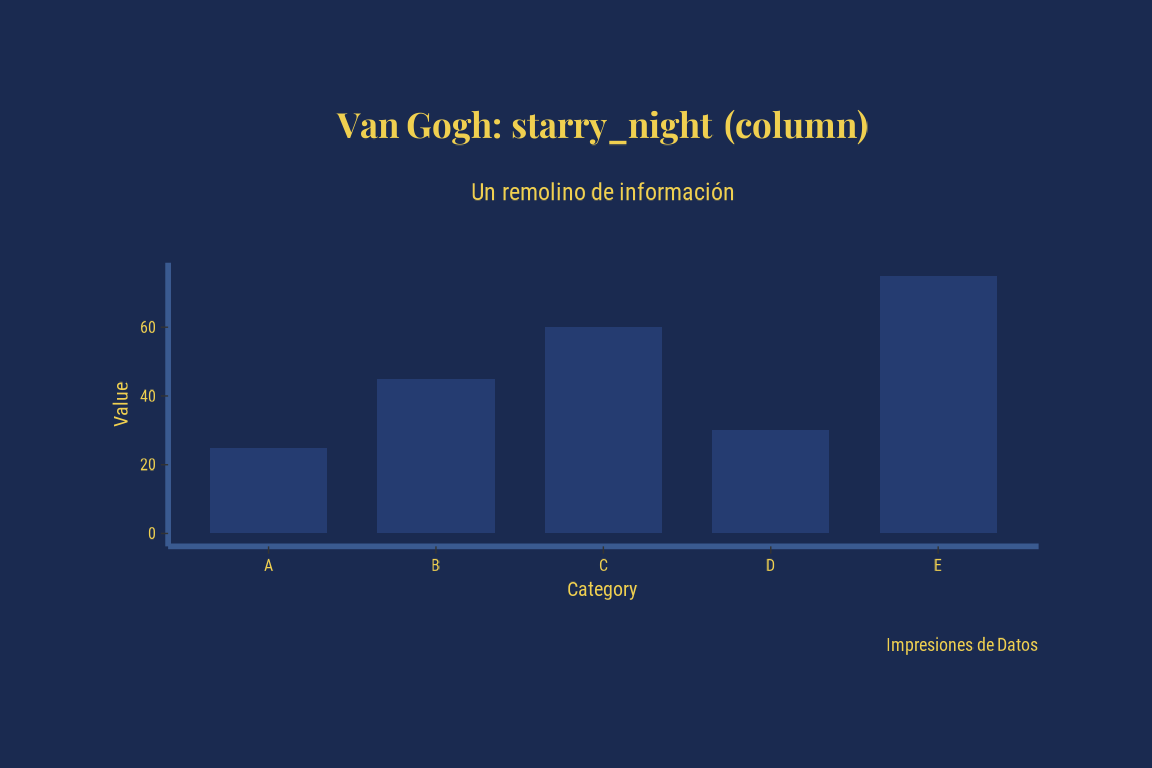 Van Gogh: starry_night (column)
Un remolino de información
Value
60
40
20
0
A B C D E
Category
Impresiones de Datos